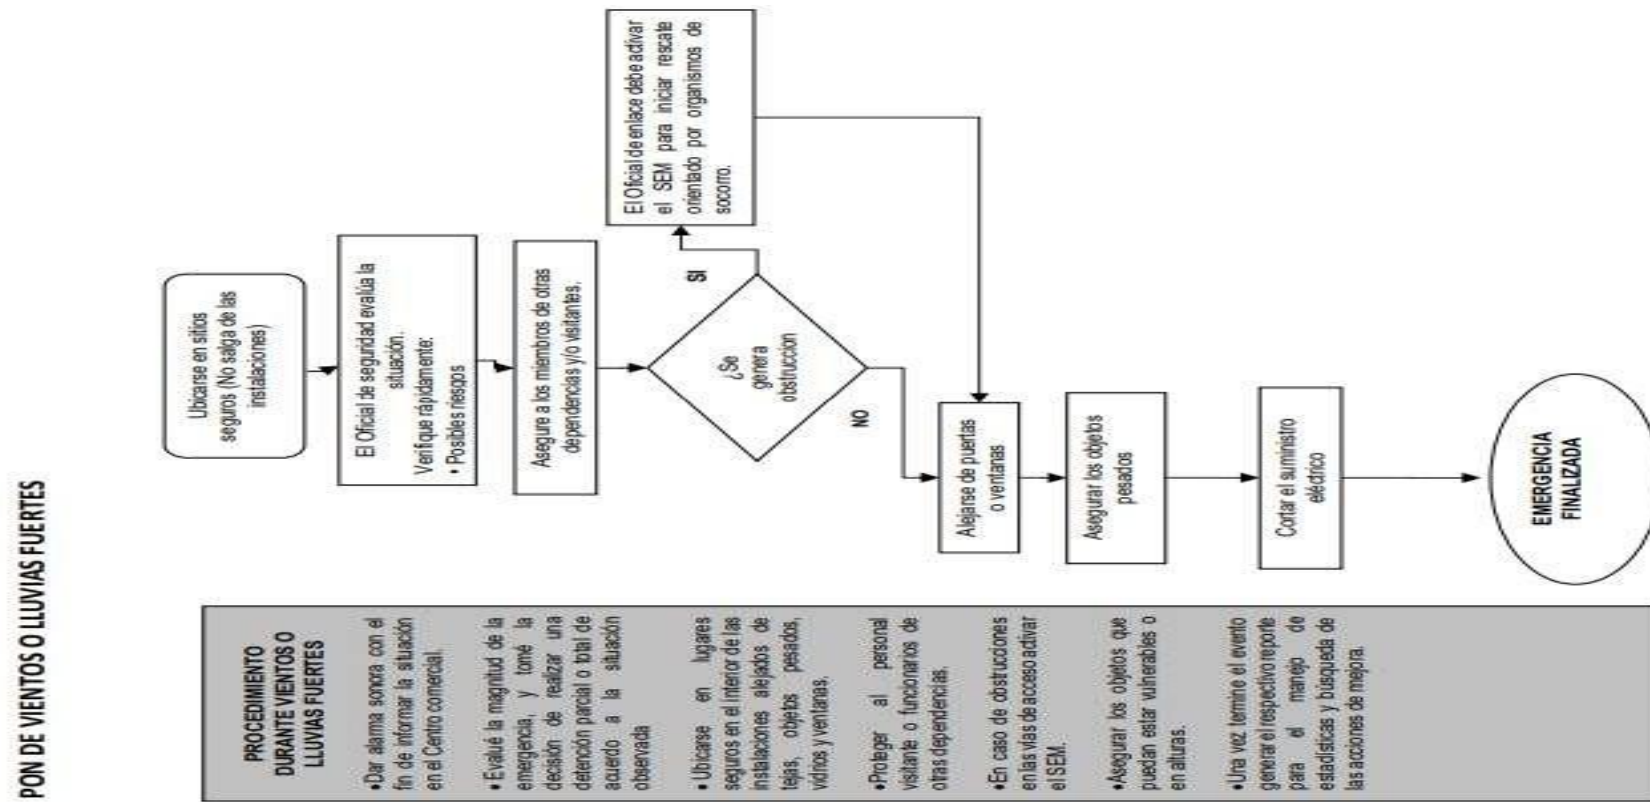 PON DE VIENTOS O LLUVIAS FUERTES
PROCEDIMIENTO
DURANTE VIENTOS O
LLUVIAS FUERTES
•Dar alarma sonora con el
fin de informar la situación
en el Centro comercial.
• Evalué la magnitud de la
emergencia, y tomé la
decisión de realizar una
detención parcial o total de
acuerdo a la situación
observada
• Ubicarse en lugares
seguros en el interior de las
instalaciones alejados de
tejas, objetos pesados,
vidrios y ventanas.
•Proteger al personal
visitante o funcionarios de
otras dependencias.
•En caso de obstrucciones
en las vías de acceso activar
el SEM.
•Asegurar los objetos que
puedan estar vulnerables o
en alturas.
•Una vez termine el evento
generar el respectivo reporte
para el manejo de
estadísticas y búsqueda de
las acciones de mejora.
Ubicarse en sitios
seguros (No salga de las
instalaciones)
El Oficial de seguridad evalúa la
situación.
Verifique rápidamente:
• Posibles riesgos
Asegure a los miembros de otras
dependencias y/o visitantes.
¿Se
genera
obstruccion
SI
El Oficial de enlace debe activar
el SEM para iniciar rescate
orientado por organismos de
socorro.
NO
Alejarse de puertas
o ventanas
Asegurar los objetos
pesados
Cortar el suministro
eléctrico
EMERGENCIA
FINALIZADA